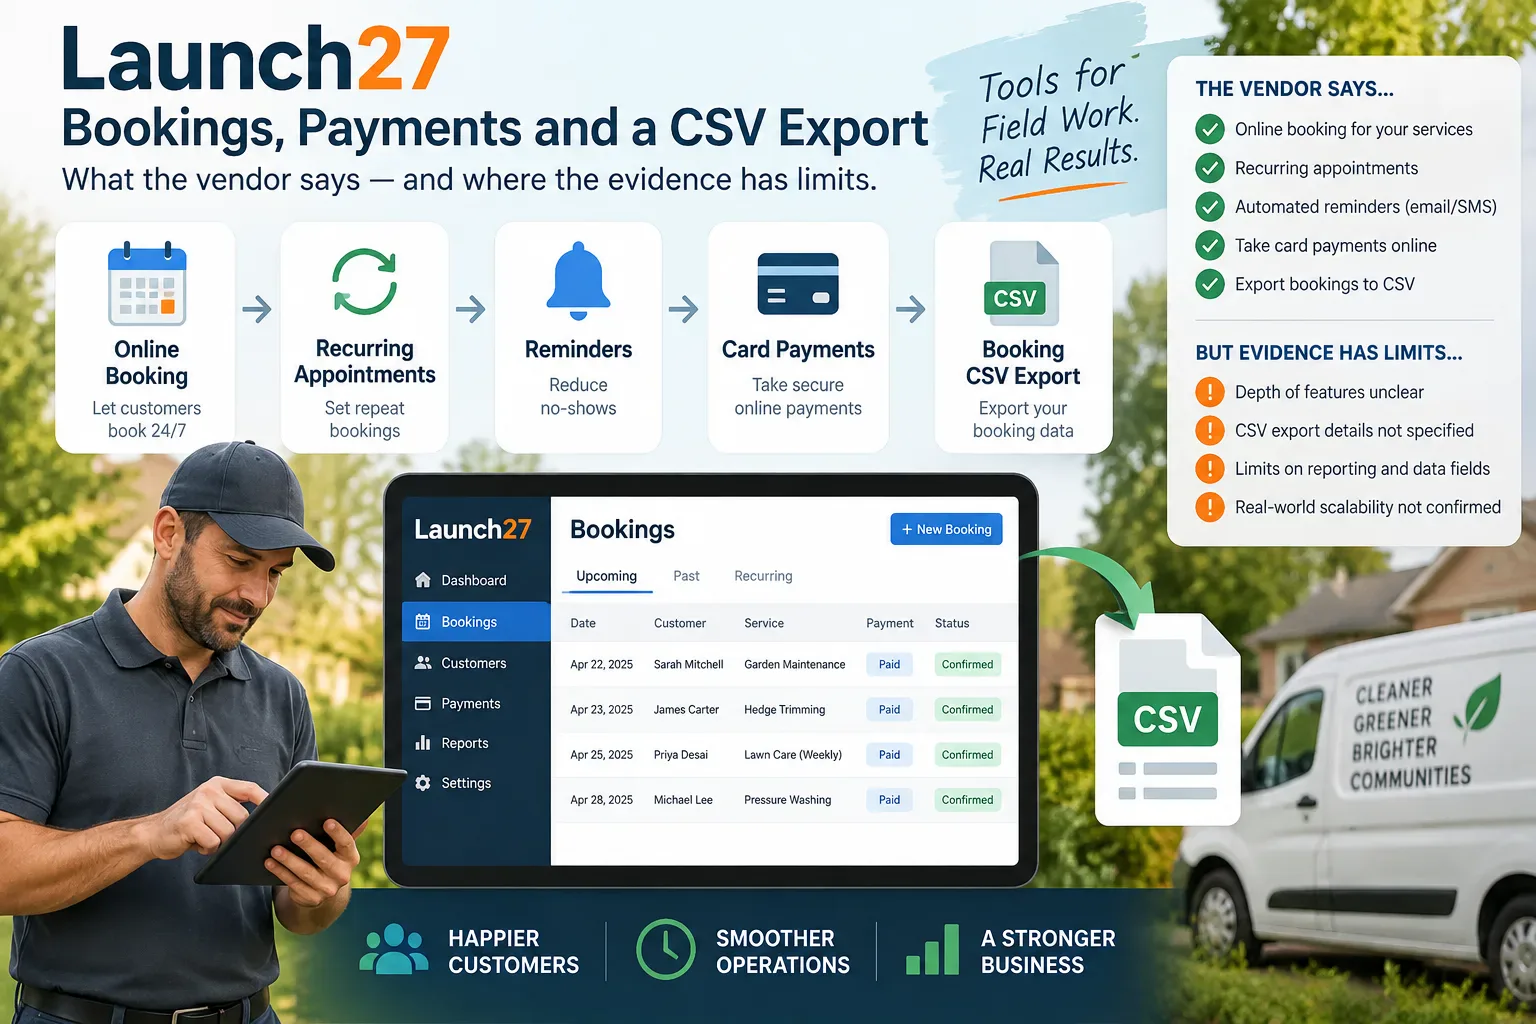 Launch27
Bookings, Payments and a CSV Export
What the vendor says — and where the evidence has limits.
Tools for
Field Work.
Real Results.
THE VENDOR SAYS...
Online booking for your services
Recurring appointments
Automated reminders (email/SMS)
Take card payments online
Export bookings to CSV
BUT EVIDENCE HAS LIMITS...
Depth of features unclear
CSV export details not specified
Limits on reporting and data fields
Real-world scalability not confirmed
Online
Booking
Let customers
book 24/7
Recurring
Appointments
Set repeat
bookings
Reminders
Reduce
no-shows
Card Payments
Take secure
online payments
CSV
Booking
CSV Export
Export your
booking data
Launch27
Dashboard
Bookings
Customers
Payments
Reports
Settings
Bookings
+ New Booking
Upcoming Past Recurring
Date Customer Service Payment Status
Apr 22, 2025 Sarah Mitchell Garden Maintenance Paid Confirmed
Apr 23, 2025 James Carter Hedge Trimming Paid Confirmed
Apr 25, 2025 Priya Desai Lawn Care (Weekly) Paid Confirmed
Apr 28, 2025 Michael Lee Pressure Washing Paid Confirmed
CSV
CLEANER
GREENER
BRIGHTER
COMMUNITIES
HAPPIER
CUSTOMERS
SMOOTHER
OPERATIONS
A STRONGER
BUSINESS